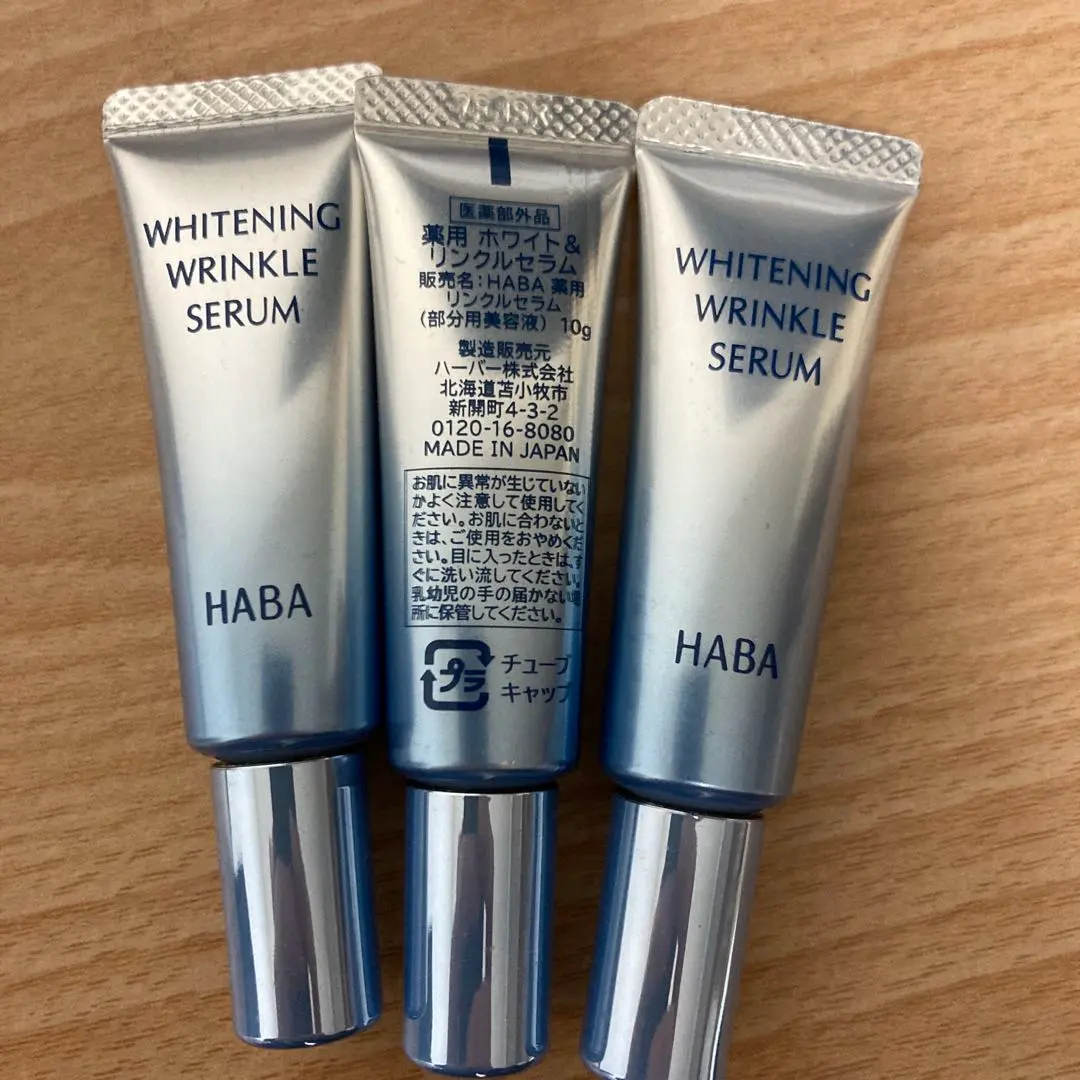 WHITENING
WRINKLE
SERUM
HABA
医薬部外品
薬用 ホワイト&
リンクルセラム
販売名:HABA 薬用
リンクルセラム
(部分用美容液) 10g
製造販売元
ハーバー株式会社
北海道苫小牧市
新開町4-3-2
0120-16-8080
MADE IN JAPAN
お肌に異常が生じていない
かよく注意して使用してく
ださい。お肌に合わないと
きは、ご使用をおやめくだ
さい。目に入ったときは、す
ぐに洗い流してください。
乳幼児の手の届かない場
所に保管してください。
プラ
チューブ
キャップ
WHITENING
WRINKLE
SERUM
HABA